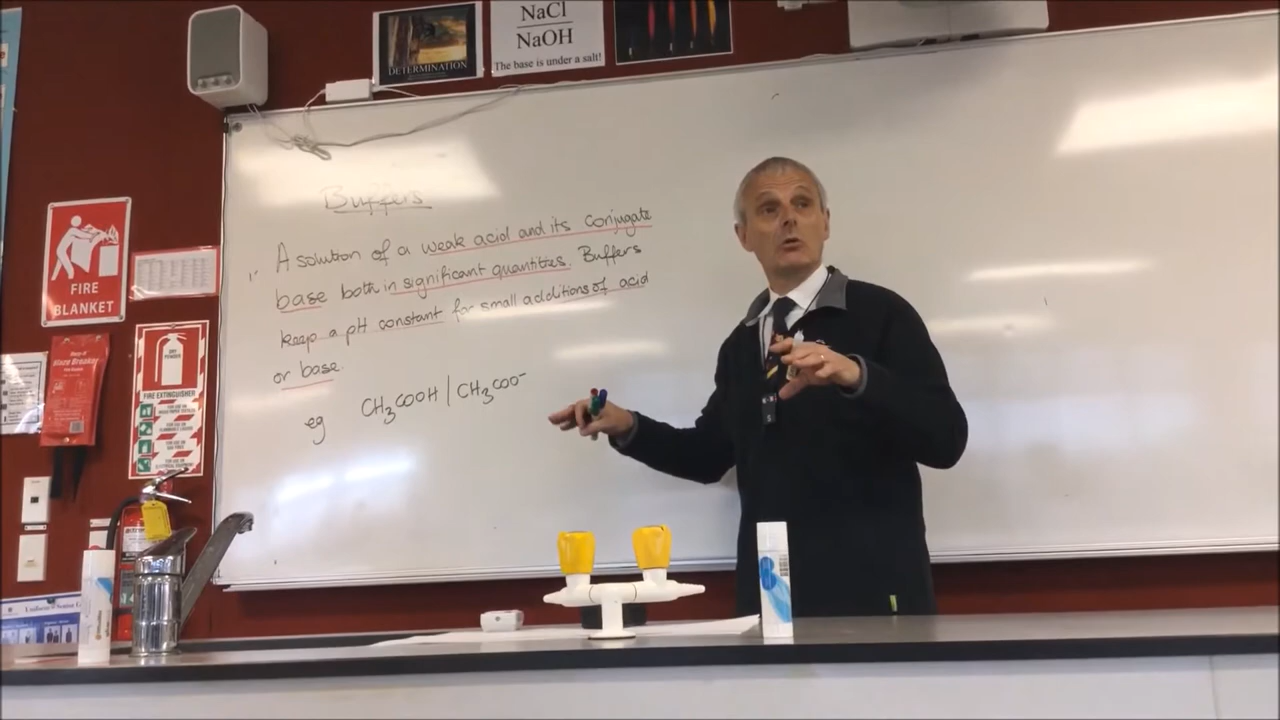 NaCl
NaOH
The base is under a salt!
DETERMINATION
Buffers
A solution of a weak acid and its conjugate
base both in significant quantities. Buffers
keep a pH constant for small additions of acid
or base.
eg CH3COOH | CH3COO-
FIRE
BLANKET
DRY
POWDER
FIRE EXTINGUISHER